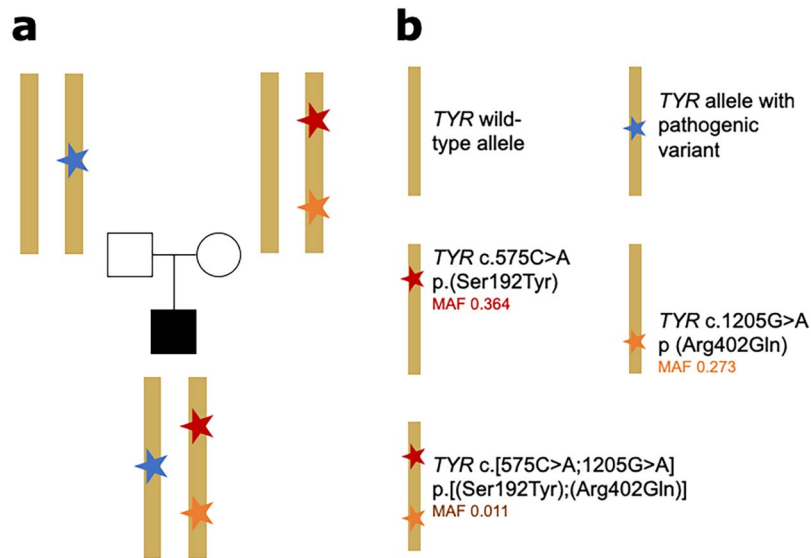 a
b
TYR wild-
type allele
TYR allele with
pathogenic
variant
TYR c.575C>A
p.(Ser192Tyr)
MAF 0.364
TYR c.1205G>A
p (Arg402Gln)
MAF 0.273
TYR c.[575C>A;1205G>A]
p.[(Ser192Tyr);(Arg402Gln)]
MAF 0.011